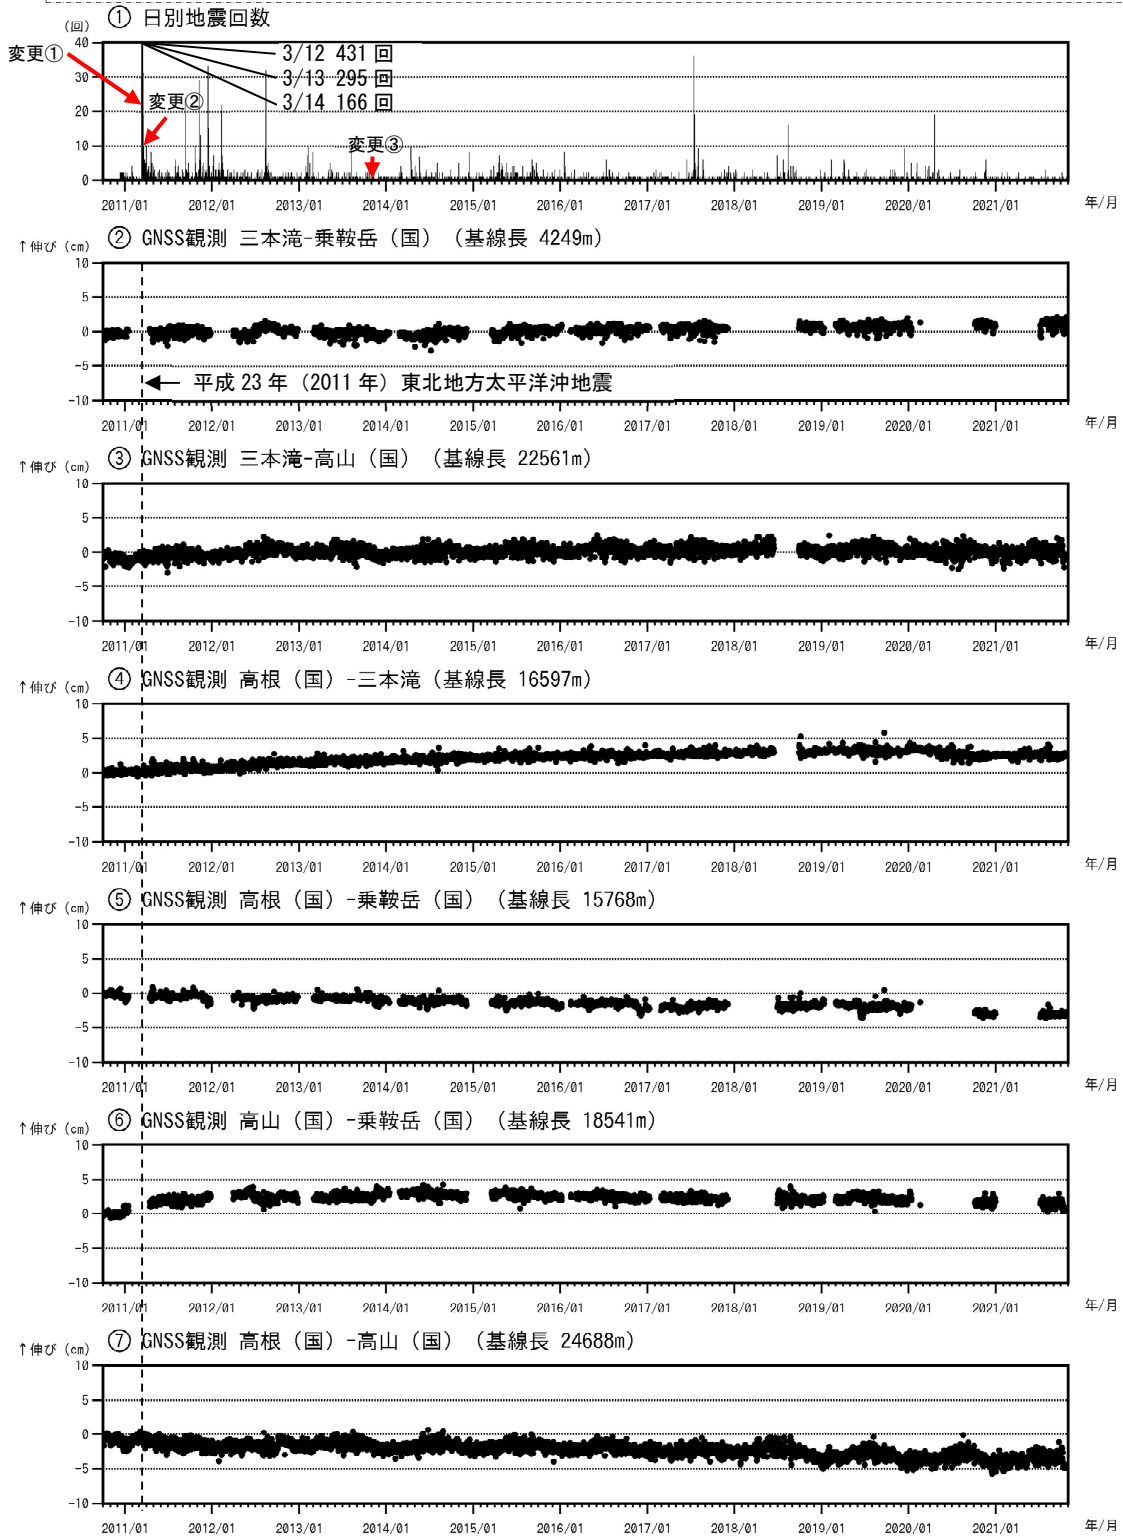 ① 日別地震回数
(回)
変更①
40
30
20
10
0
3/12 431 回
3/13 295 回
3/14 166 回
変更②
変更③
2011/01 2012/01 2013/01 2014/01 2015/01 2016/01 2017/01 2018/01 2019/01 2020/01 2021/01 年/月
↑伸び (cm) ② GNSS観測 三本滝-乗鞍岳（国）（基線長 4249m）
10
5
0
-5
-10
平成 23 年（2011 年）東北地方太平洋沖地震
2011/01 2012/01 2013/01 2014/01 2015/01 2016/01 2017/01 2018/01 2019/01 2020/01 2021/01 年/月
↑伸び (cm) ③ GNSS観測 三本滝-高山（国）（基線長 22561m）
10
5
0
-5
-10
2011/01 2012/01 2013/01 2014/01 2015/01 2016/01 2017/01 2018/01 2019/01 2020/01 2021/01 年/月
↑伸び (cm) ④ GNSS観測 高根（国）-三本滝（基線長 16597m）
10
5
0
-5
-10
2011/01 2012/01 2013/01 2014/01 2015/01 2016/01 2017/01 2018/01 2019/01 2020/01 2021/01 年/月
↑伸び (cm) ⑤ GNSS観測 高根（国）-乗鞍岳（国）（基線長 15768m）
10
5
0
-5
-10
2011/01 2012/01 2013/01 2014/01 2015/01 2016/01 2017/01 2018/01 2019/01 2020/01 2021/01 年/月
↑伸び (cm) ⑥ GNSS観測 高山（国）-乗鞍岳（国）（基線長 18541m）
10
5
0
-5
-10
2011/01 2012/01 2013/01 2014/01 2015/01 2016/01 2017/01 2018/01 2019/01 2020/01 2021/01 年/月
↑伸び (cm) ⑦ GNSS観測 高根（国）-高山（国）（基線長 24688m）
10
5
0
-5
-10
2011/01 2012/01 2013/01 2014/01 2015/01 2016/01 2017/01 2018/01 2019/01 2020/01 2021/01 年/月